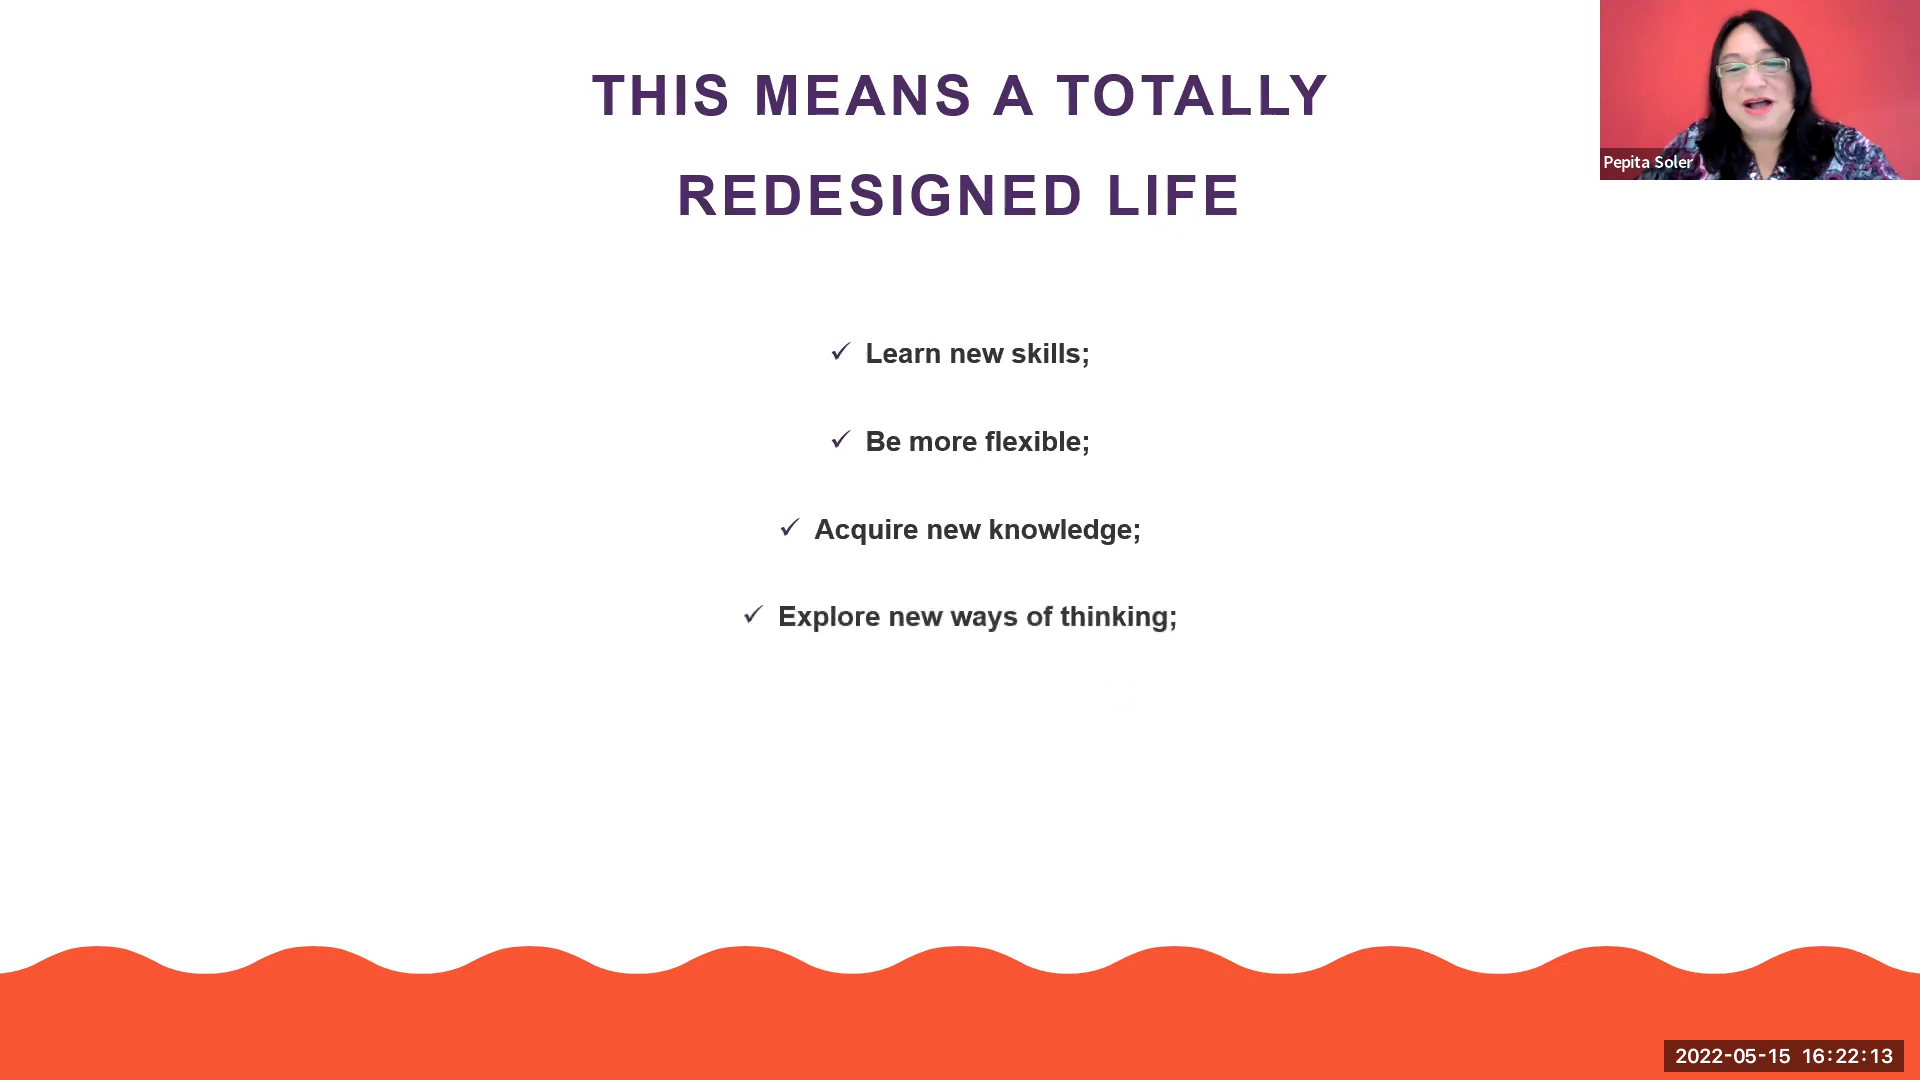 THIS MEANS A TOTALLY
REDESIGNED LIFE
✓ Learn new skills;
✓ Be more flexible;
✓ Acquire new knowledge;
✓ Explore new ways of thinking;
Pepita Soler
2022-05-15 16:22:13